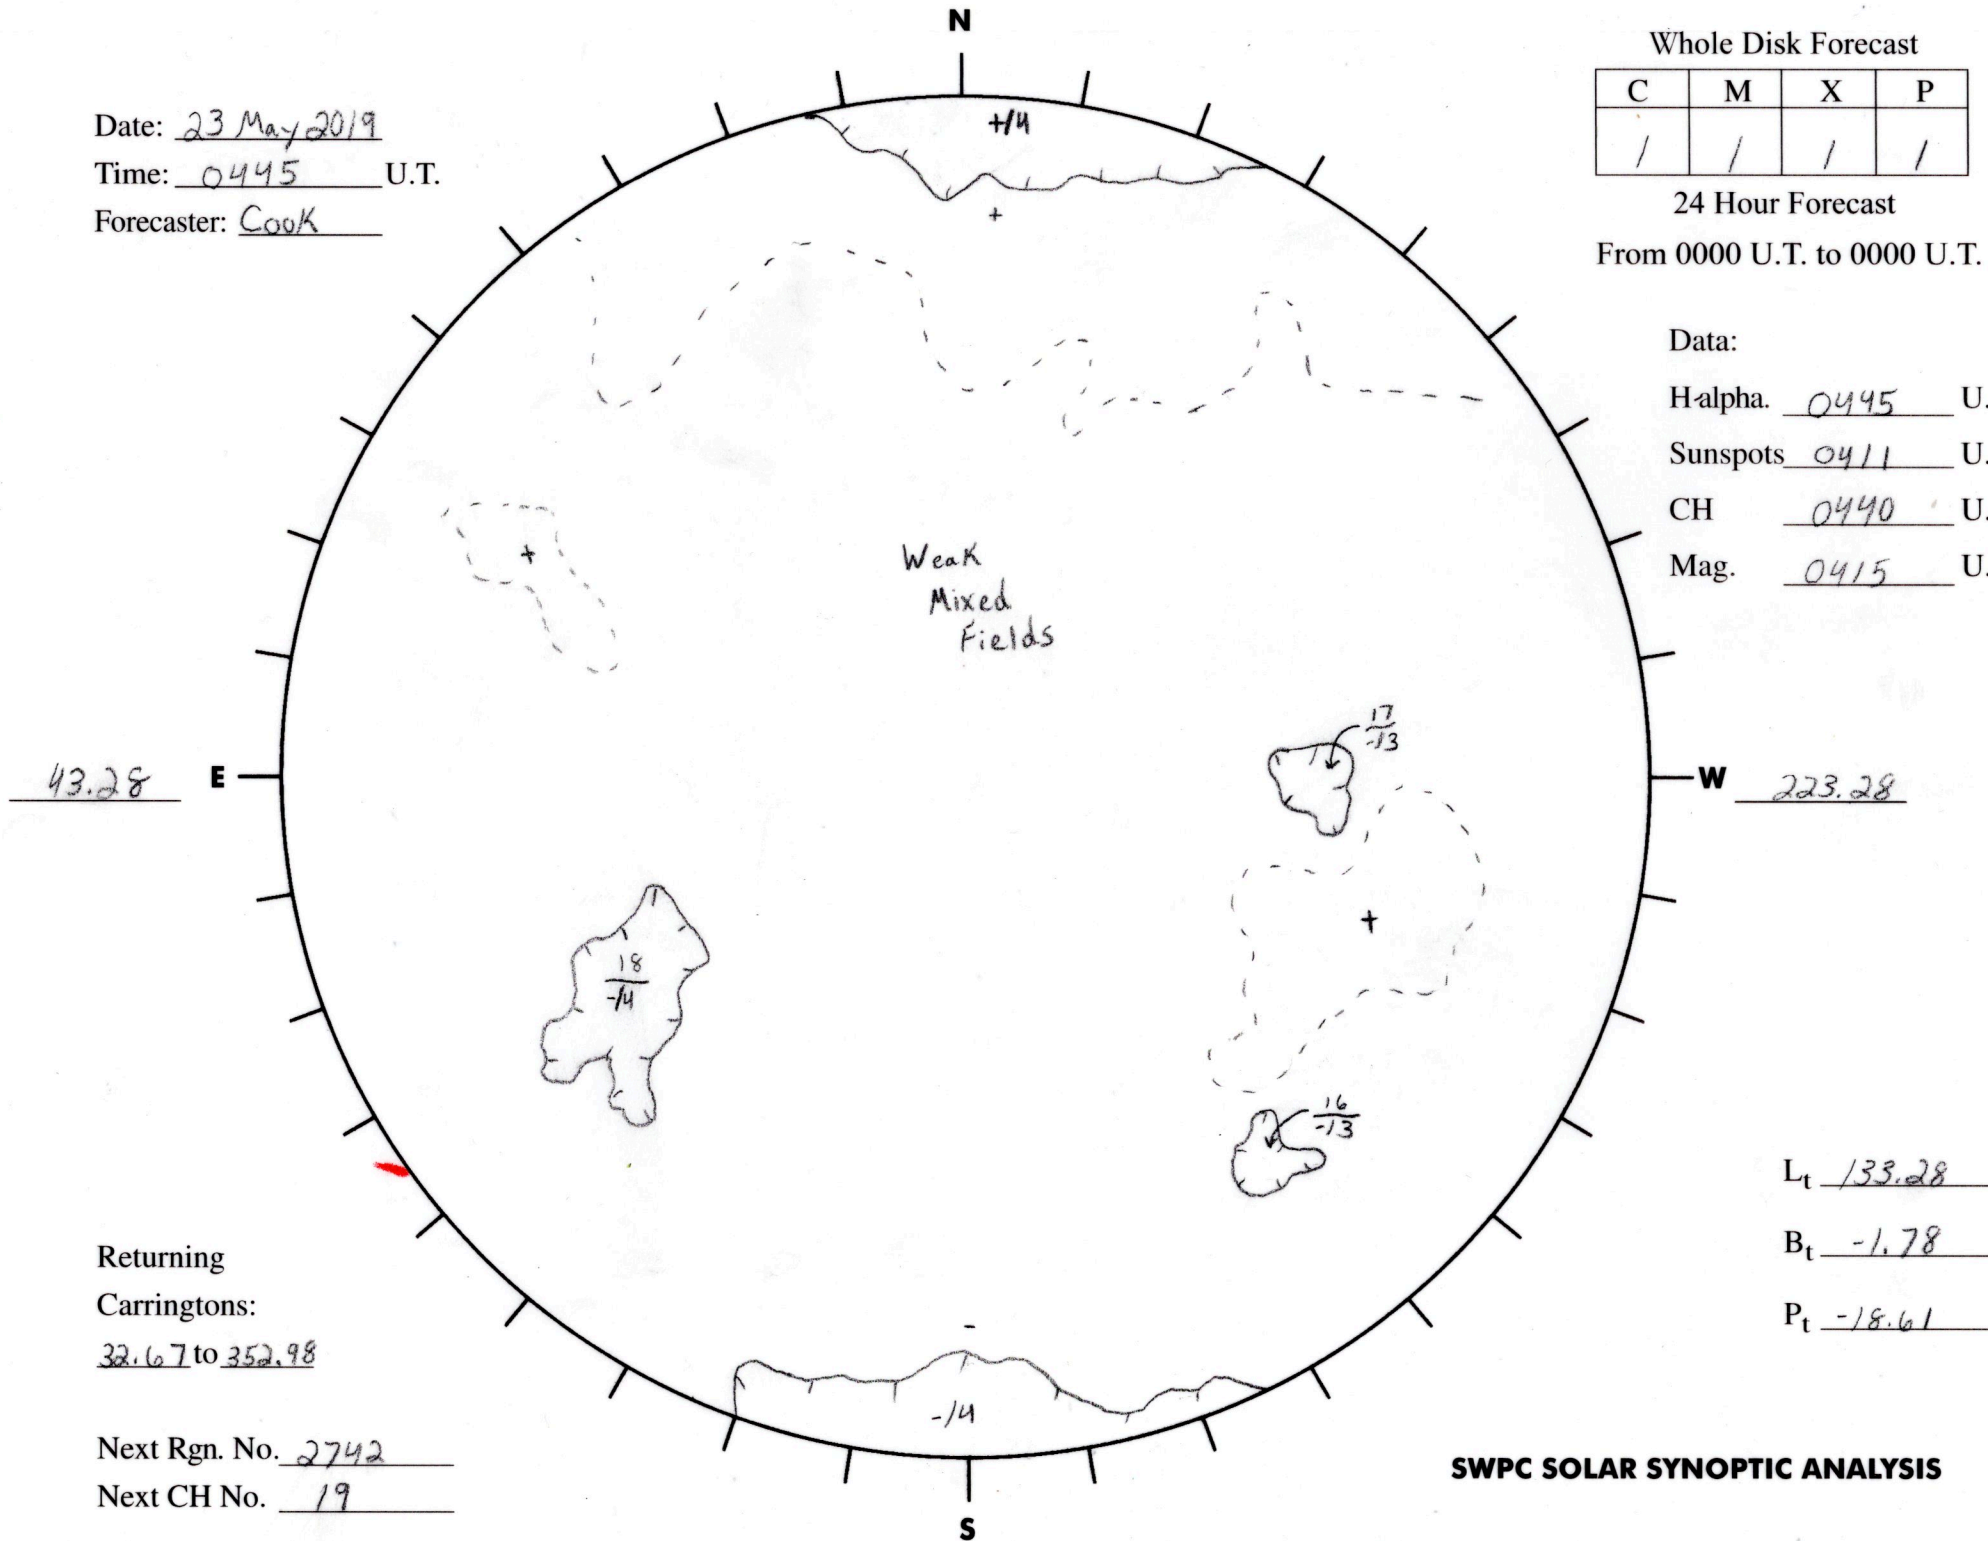 N
Date: 23 May 2019
Time: 0445 U.T.
Forecaster: Cook
Whole Disk Forecast
C M X P
1 1 1 1
24 Hour Forecast
From 0000 U.T. to 0000 U.T.
+/4
+
Data:
H-alpha. 0445 U.
Sunspots 0411 U.
CH 0440 U.
Mag. 0415 U.
+
Weak
Mixed
Fields
17
-/3
43.28 E
W 223.28
+
18
-/4
16
-/3
Lt 133.28
Bt -1.78
Pt -18.61
Returning
Carringtons:
32.67 to 352.98
-
-/4
Next Rgn. No. 2742
Next CH No. 19
SWPC SOLAR SYNOPTIC ANALYSIS
S